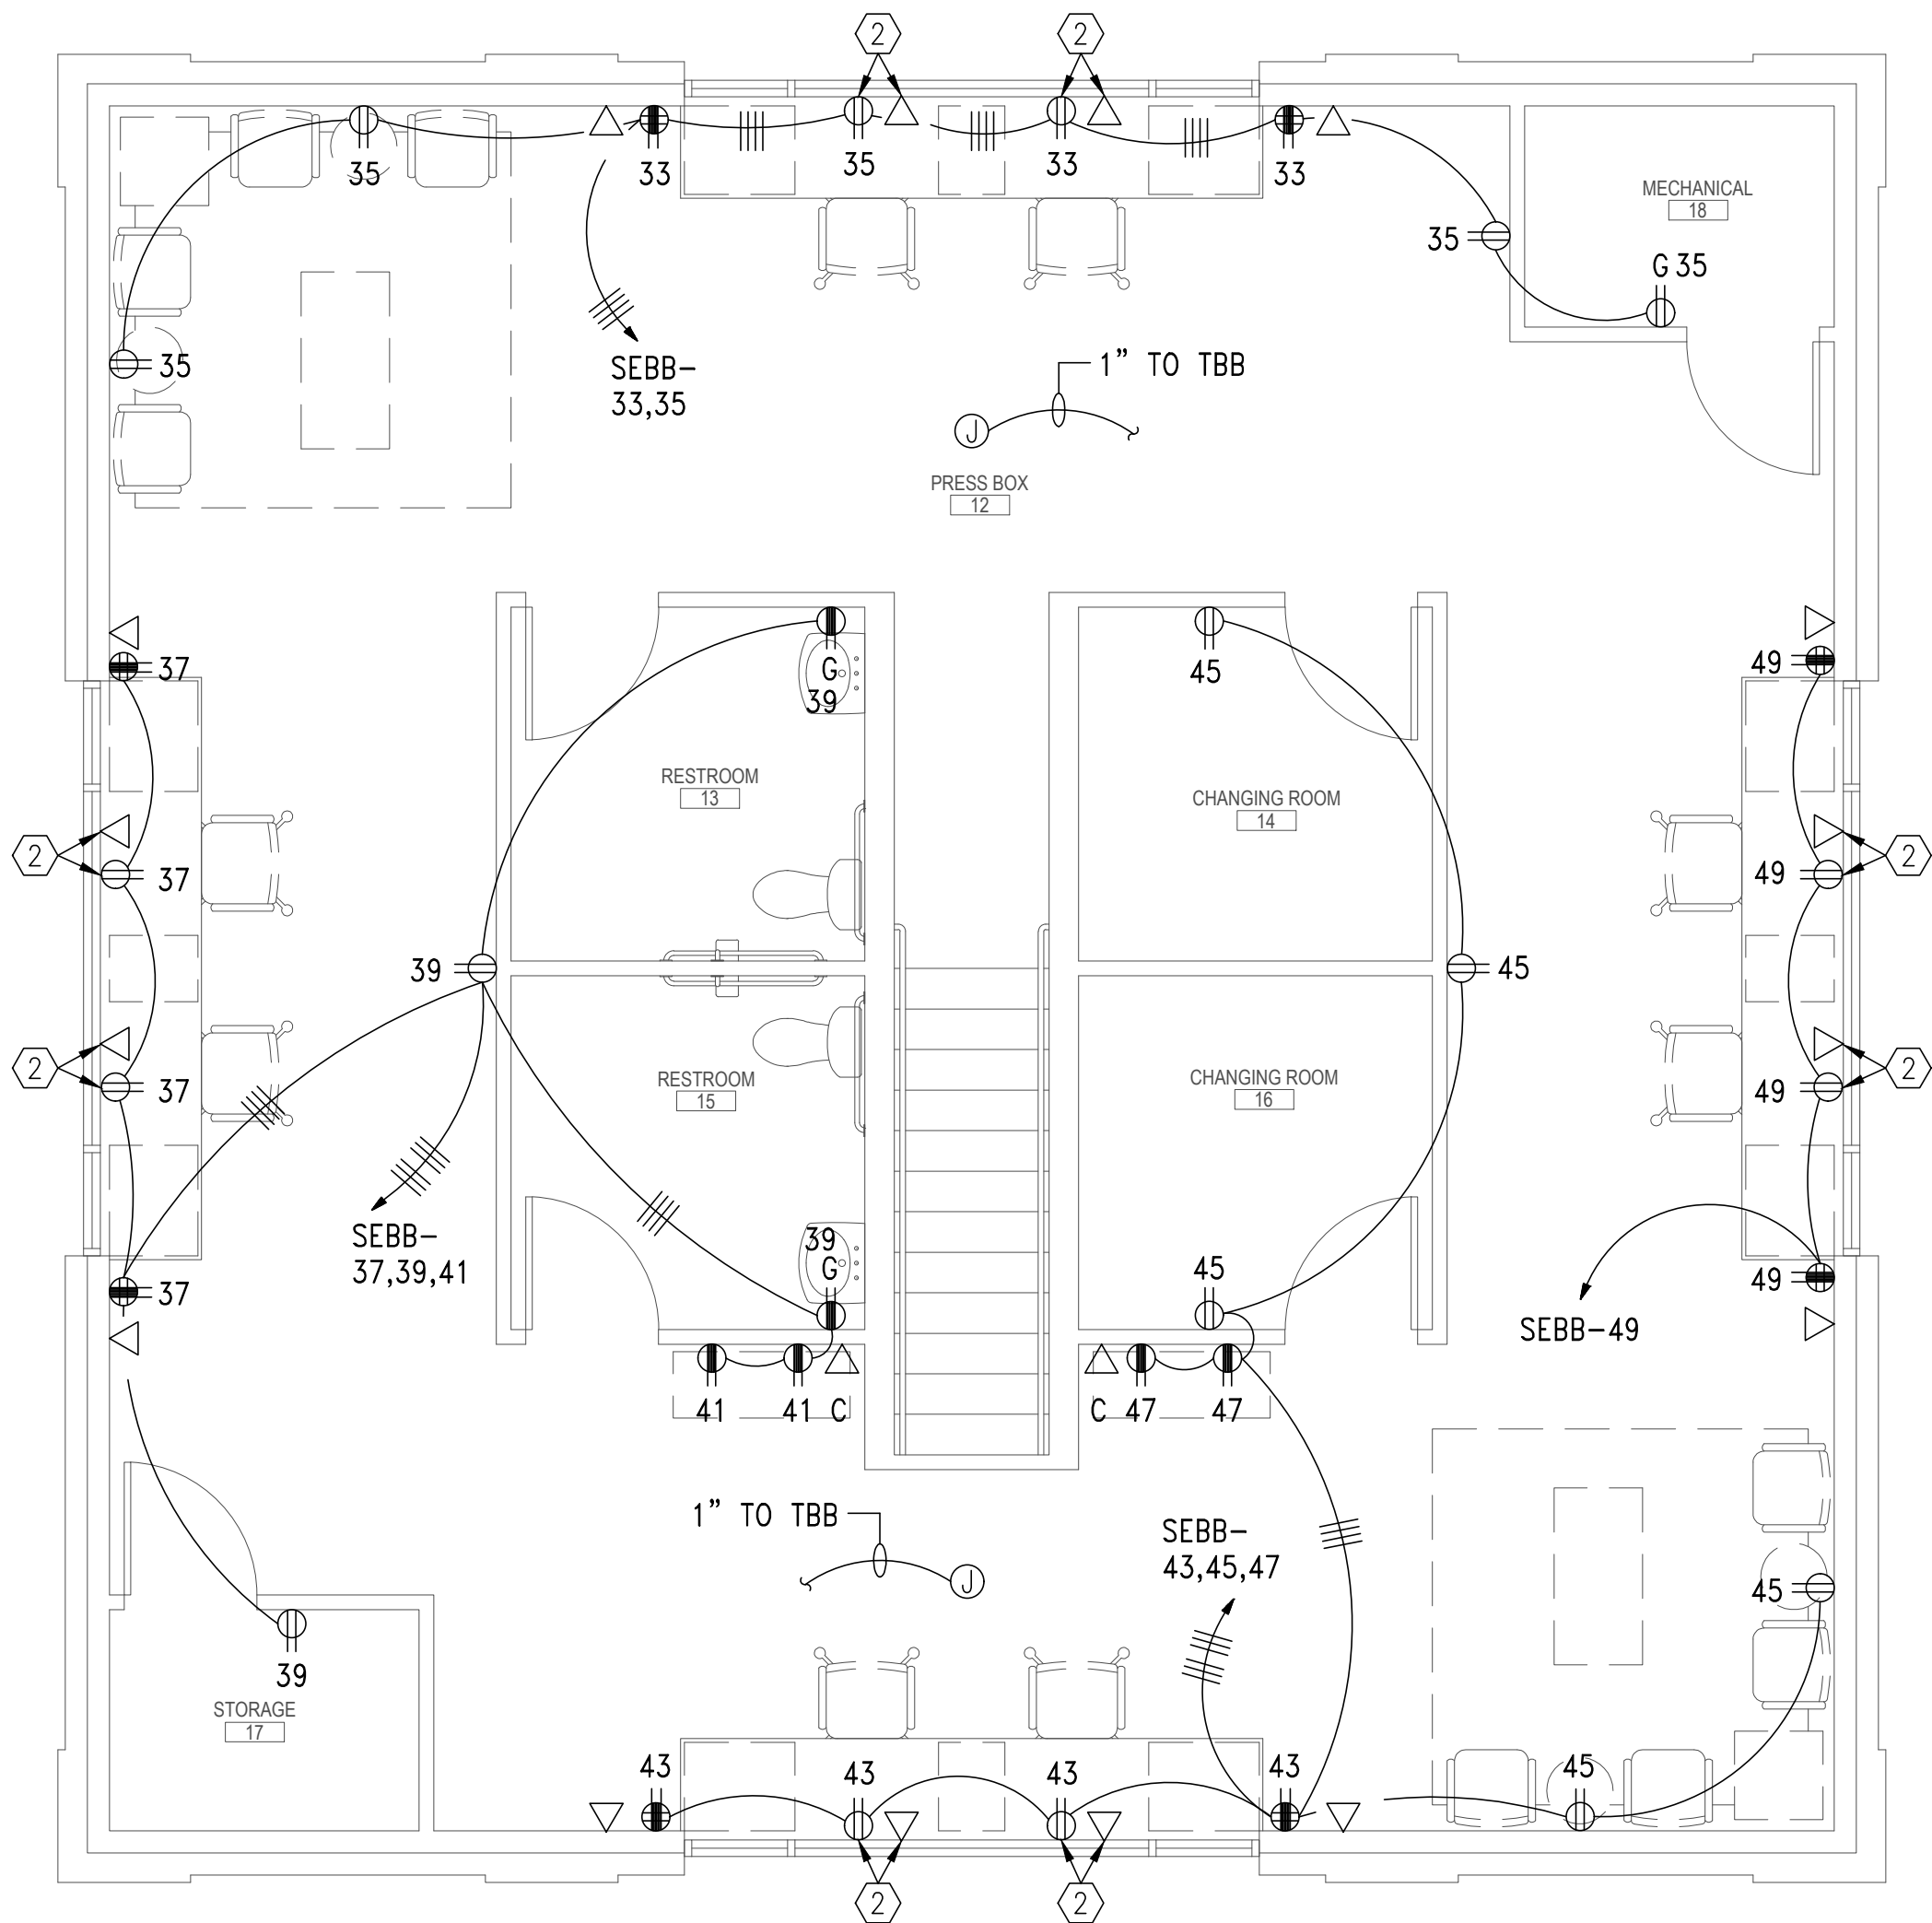 2
2
35
33
35
33
33
MECHANICAL
18
35
G 35
35
SEBB-
33,35
1” TO TBB
J
PRESS BOX
12
37
G
39
45
49
RESTROOM
13
CHANGING ROOM
14
2
37
49
2
39
45
2
37
RESTROOM
15
CHANGING ROOM
16
49
2
SEBB-
37,39,41
39
G
45
37
49
SEBB-49
41
41
C
C
47
47
1” TO TBB
J
SEBB-
43,45,47
45
39
STORAGE
17
43
43
43
43
45
2
2